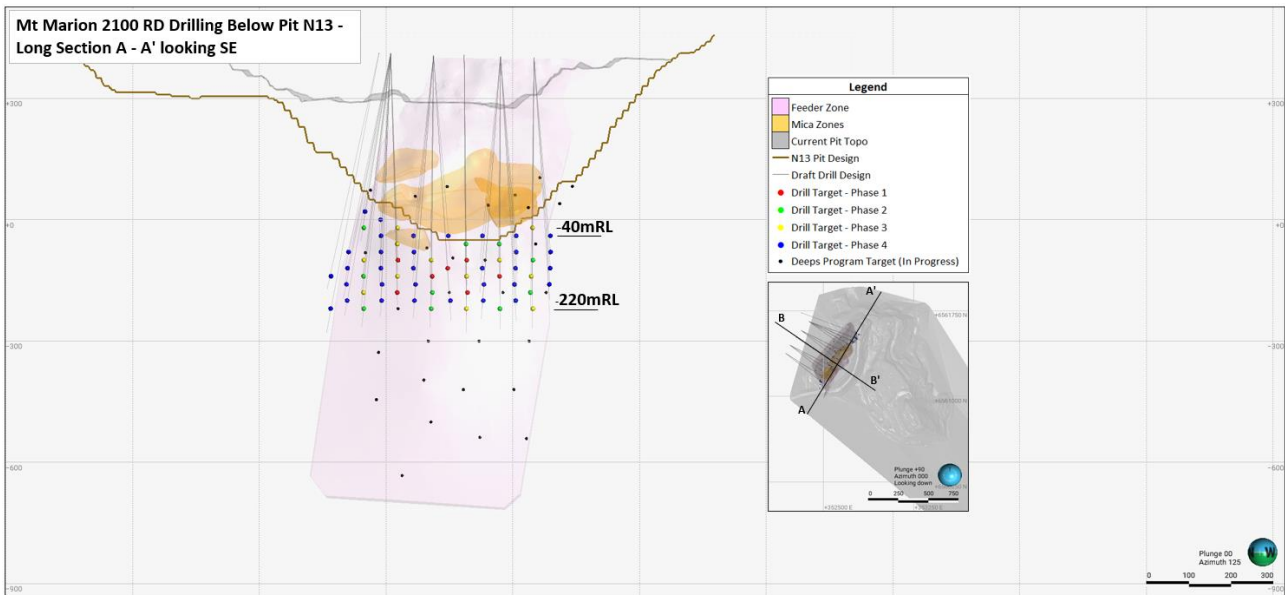 Mt Marion 2100 RD Drilling Below Pit N13 -
Long Section A - A' looking SE
+300
+0
-300
-600
-900
-40mRL
-220mRL
Legend
Feeder Zone
Mica Zones
Current Pit Topo
N13 Pit Design
Draft Drill Design
Drill Target - Phase 1
Drill Target - Phase 2
Drill Target - Phase 3
Drill Target - Phase 4
Deeps Program Target (In Progress)
A'
B
B'
A
Plunge +90
Azimuth 000
Looking down
0 250 500 750
+300
+0
-300
-600
-900
W
Plunge 00
Azimuth 125
0 100 200 300